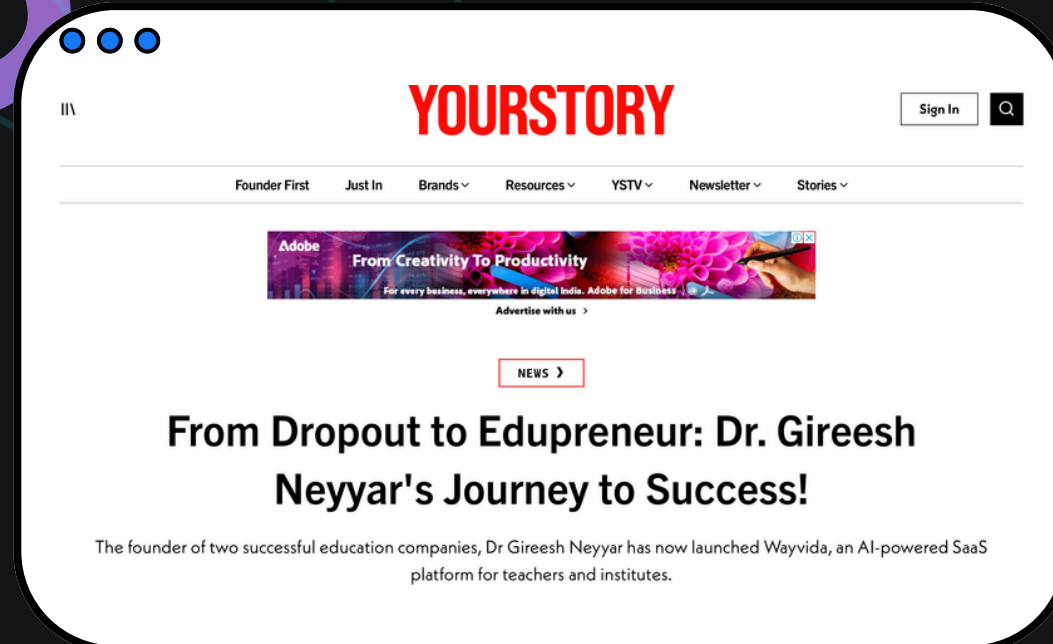 YOURSTORY
Sign In
Founder First Just In Brands Resources YSTV Newsletter Stories
Adobe
From Creativity To Productivity
For every business, everywhere in digital India. Adobe for Business
Advertise with us
NEWS
From Dropout to Edupreneur: Dr. Gireesh
Neyyar's Journey to Success!
The founder of two successful education companies, Dr Gireesh Neyyar has now launched Wayvida, an AI-powered SaaS
platform for teachers and institutes.